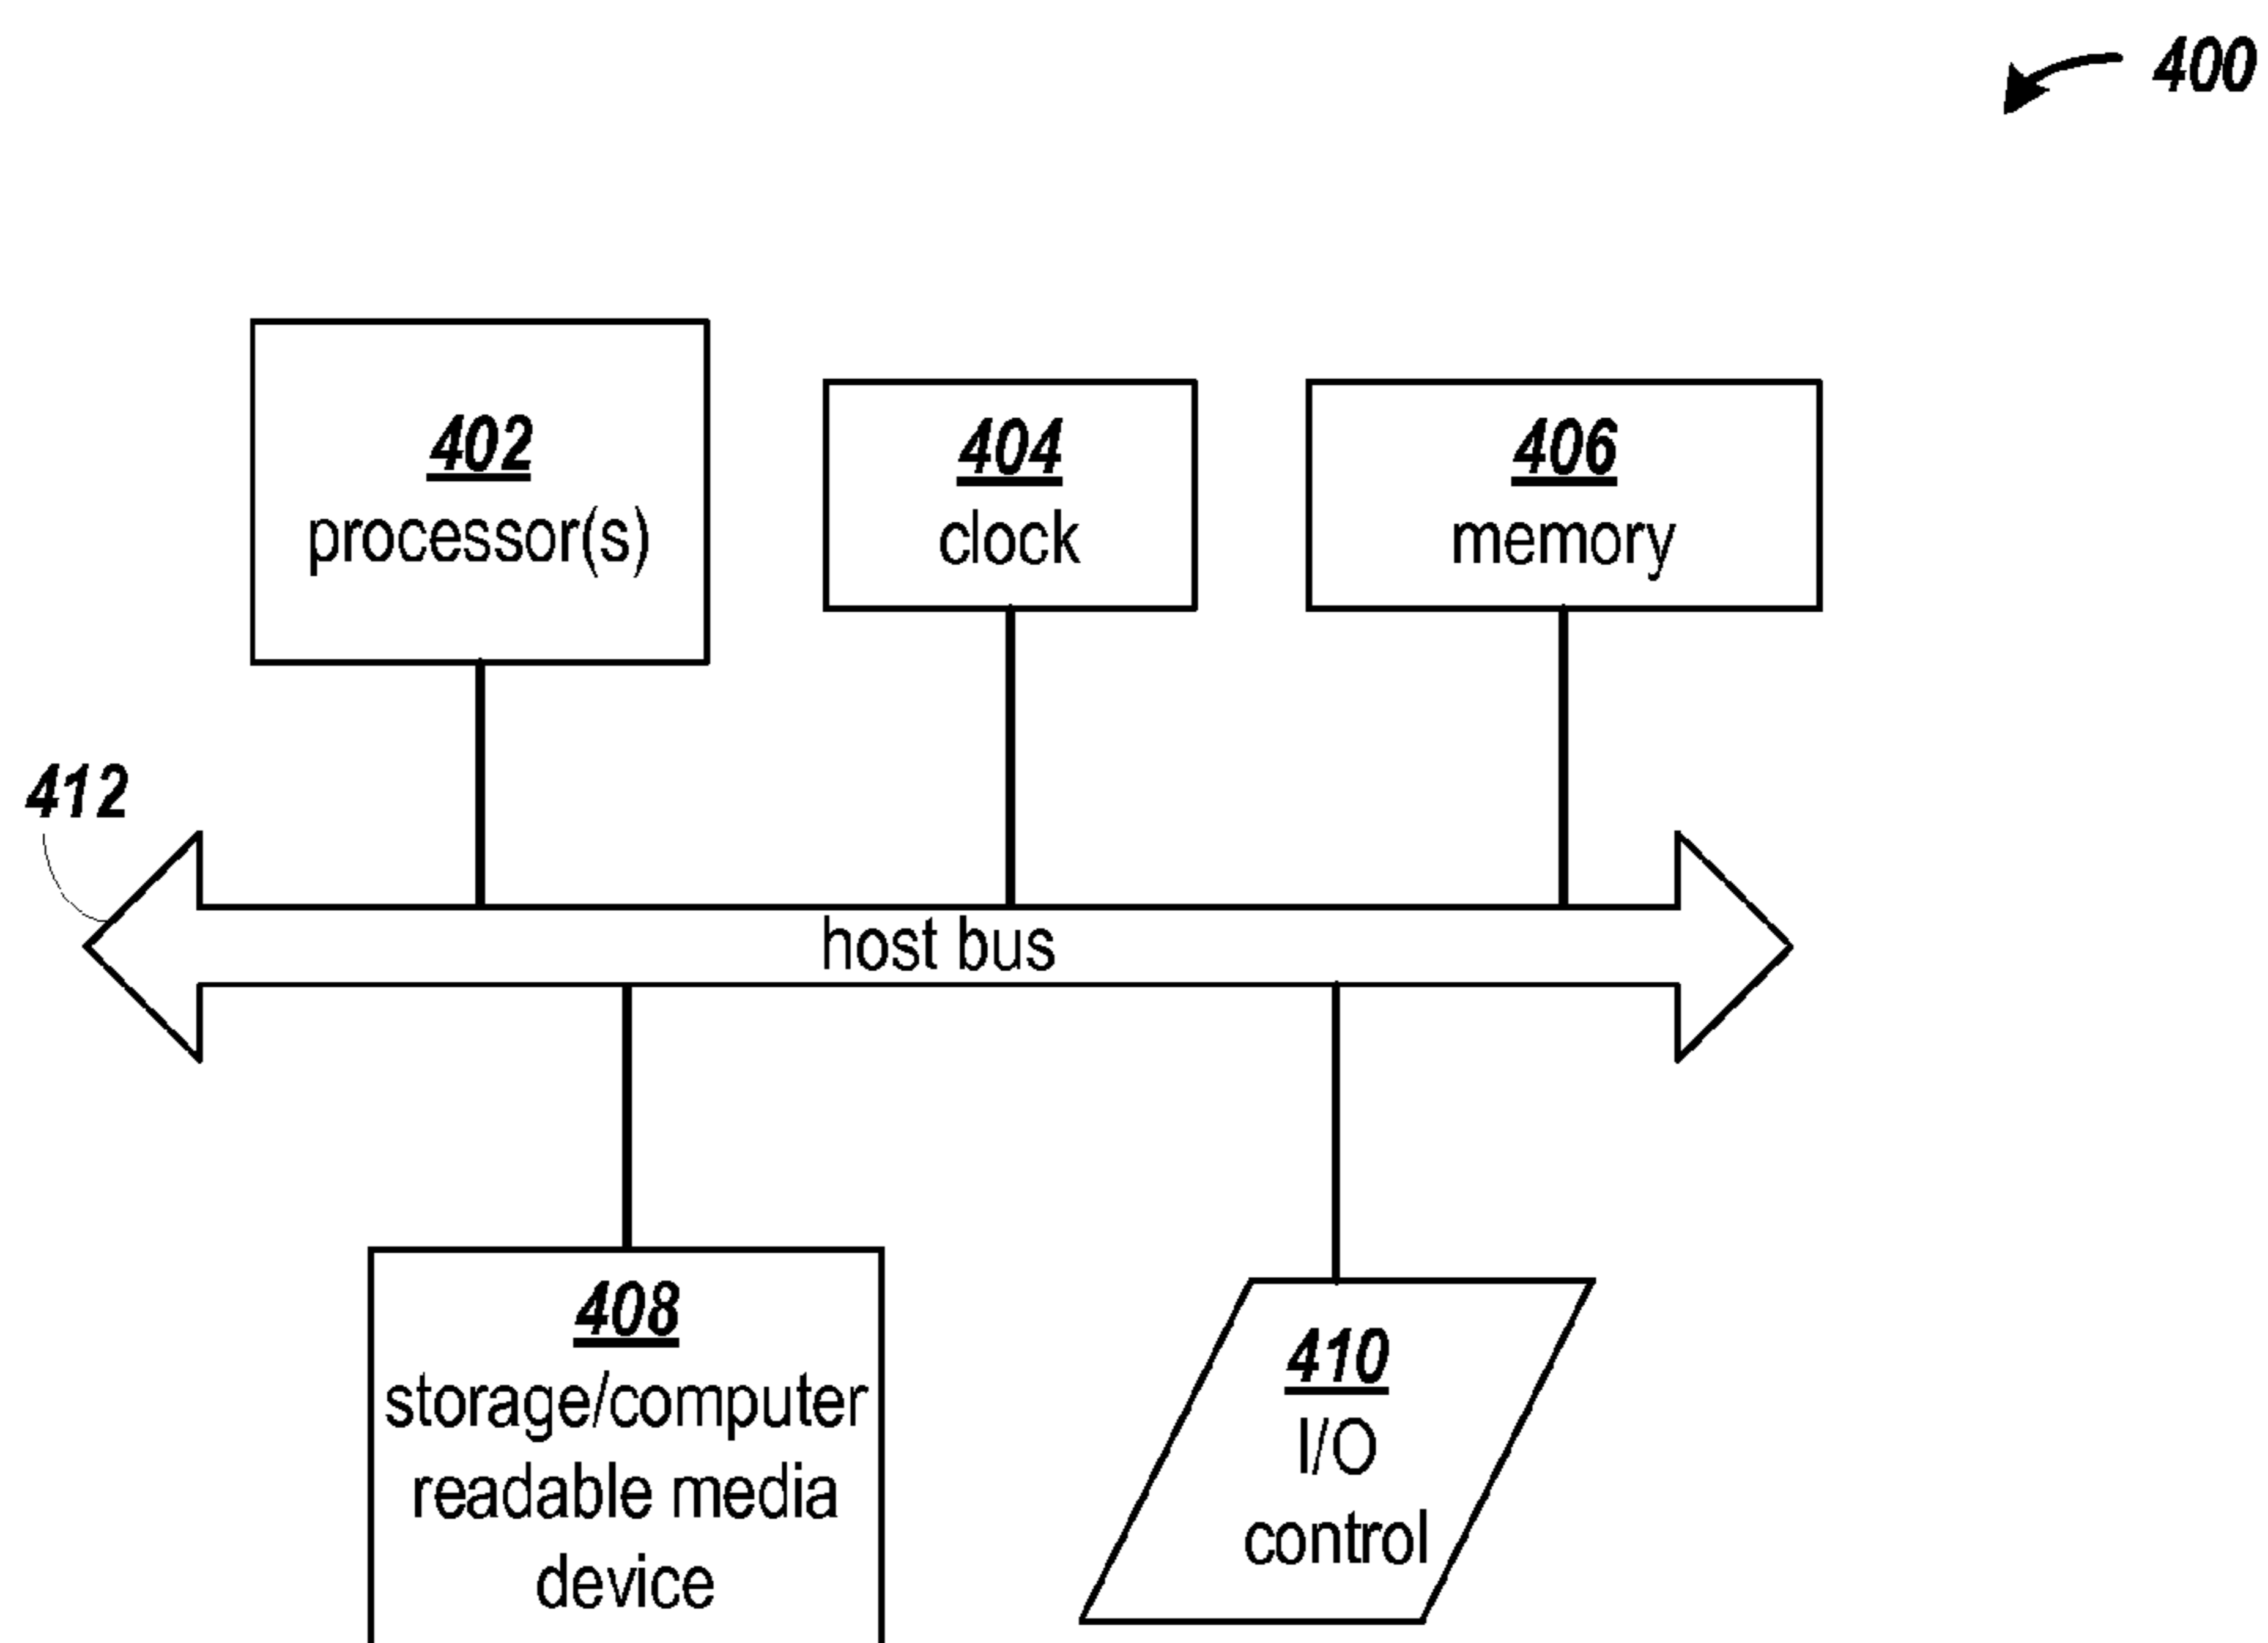 400
402
processor(s)
404
clock
406
memory
412
host bus
408
storage/computer
readable media
device
410
I/O
control